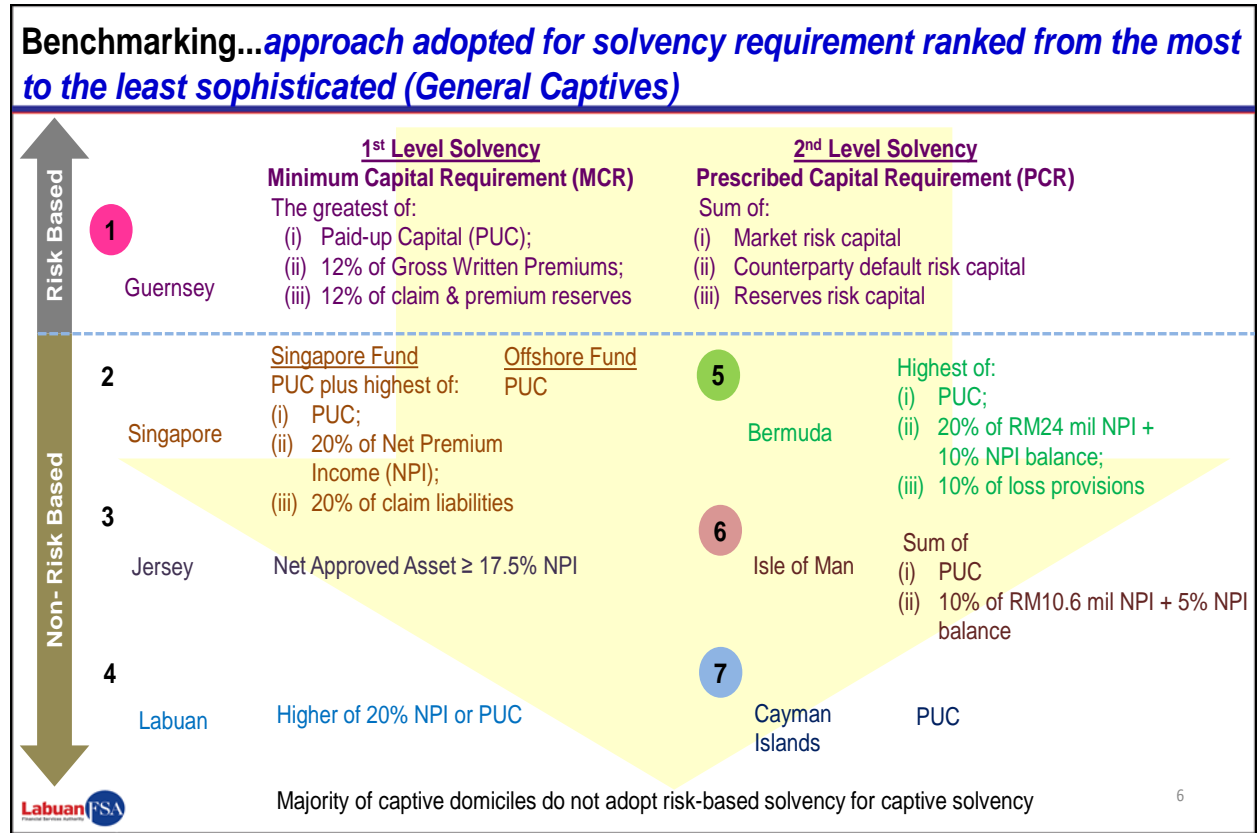 Benchmarking...approach adopted for solvency requirement ranked from the most
to the least sophisticated (General Captives)
Risk Based
1
Guernsey
1st Level Solvency
Minimum Capital Requirement (MCR)
The greatest of:
(i) Paid-up Capital (PUC);
(ii) 12% of Gross Written Premiums;
(iii) 12% of claim & premium reserves
2nd Level Solvency
Prescribed Capital Requirement (PCR)
Sum of:
(i) Market risk capital
(ii) Counterparty default risk capital
(iii) Reserves risk capital
Non- Risk Based
2
Singapore
Singapore Fund
PUC plus highest of:
(i) PUC;
(ii) 20% of Net Premium
Income (NPI);
(iii) 20% of claim liabilities
Offshore Fund
PUC
3
Jersey
Net Approved Asset ≥ 17.5% NPI
4
Labuan
Higher of 20% NPI or PUC
5
Bermuda
Highest of:
(i) PUC;
(ii) 20% of RM24 mil NPI +
10% NPI balance;
(iii) 10% of loss provisions
6
Isle of Man
Sum of
(i) PUC
(ii) 10% of RM10.6 mil NPI + 5% NPI
balance
7
Cayman
Islands
PUC
Labuan FSA
Financial Services Authority
Majority of captive domiciles do not adopt risk-based solvency for captive solvency
6